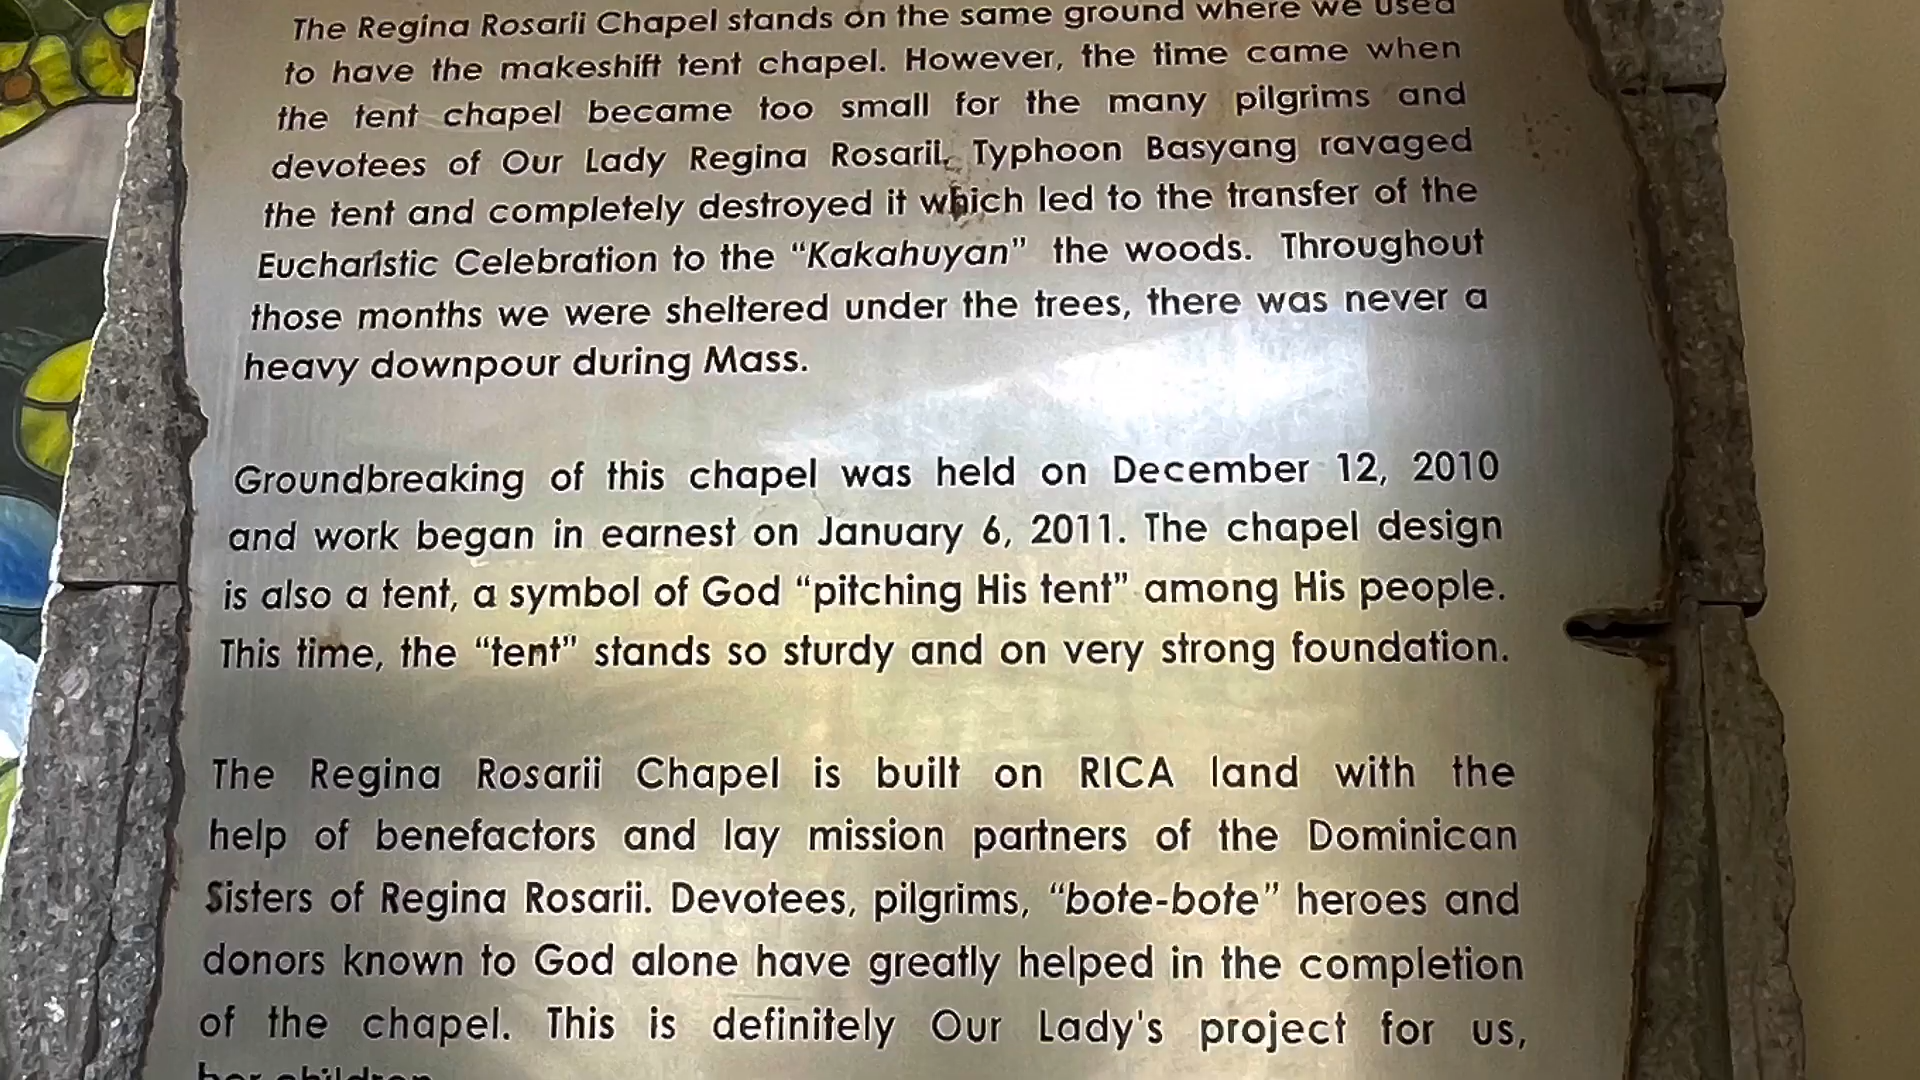 The Regina Rosarii Chapel stands on the same ground where we used
to have the makeshift tent chapel. However, the time came when
the tent chapel became too small for the many pilgrims and
devotees of Our Lady Regina Rosarii. Typhoon Basyang ravaged
the tent and completely destroyed it which led to the transfer of the
Eucharistic Celebration to the “Kakahuyan” the woods. Throughout
those months we were sheltered under the trees, there was never a
heavy downpour during Mass.
Groundbreaking of this chapel was held on December 12, 2010
and work began in earnest on January 6, 2011. The chapel design
is also a tent, a symbol of God “pitching His tent” among His people.
This time, the “tent” stands so sturdy and on very strong foundation.
The Regina Rosarii Chapel is built on RICA land with the
help of benefactors and lay mission partners of the Dominican
Sisters of Regina Rosarii. Devotees, pilgrims, “bote-bote” heroes and
donors known to God alone have greatly helped in the completion
of the chapel. This is definitely Our Lady's project for us,
her children